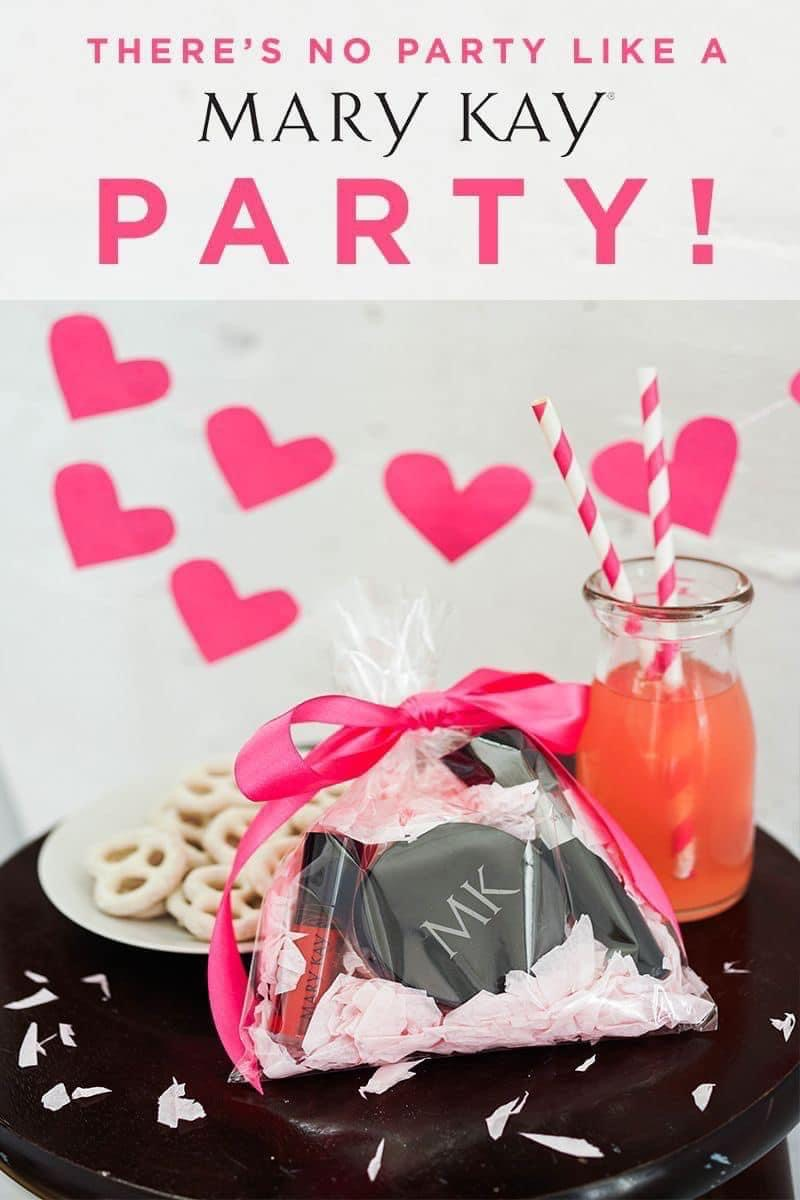 THERE'S NO PARTY LIKE A
MARY KAY®
PARTY!
MK
MARY KAY